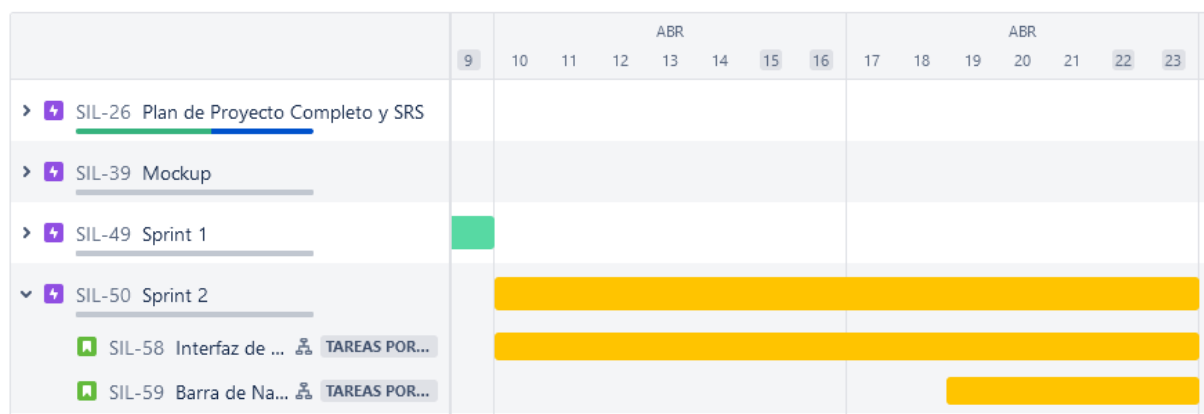 ABR ABR
9 10 11 12 13 14 15 16 17 18 19 20 21 22 23
SIL-26 Plan de Proyecto Completo y SRS
SIL-39 Mockup
SIL-49 Sprint 1
SIL-50 Sprint 2
SIL-58 Interfaz de ... TAREAS POR...
SIL-59 Barra de Na... TAREAS POR...